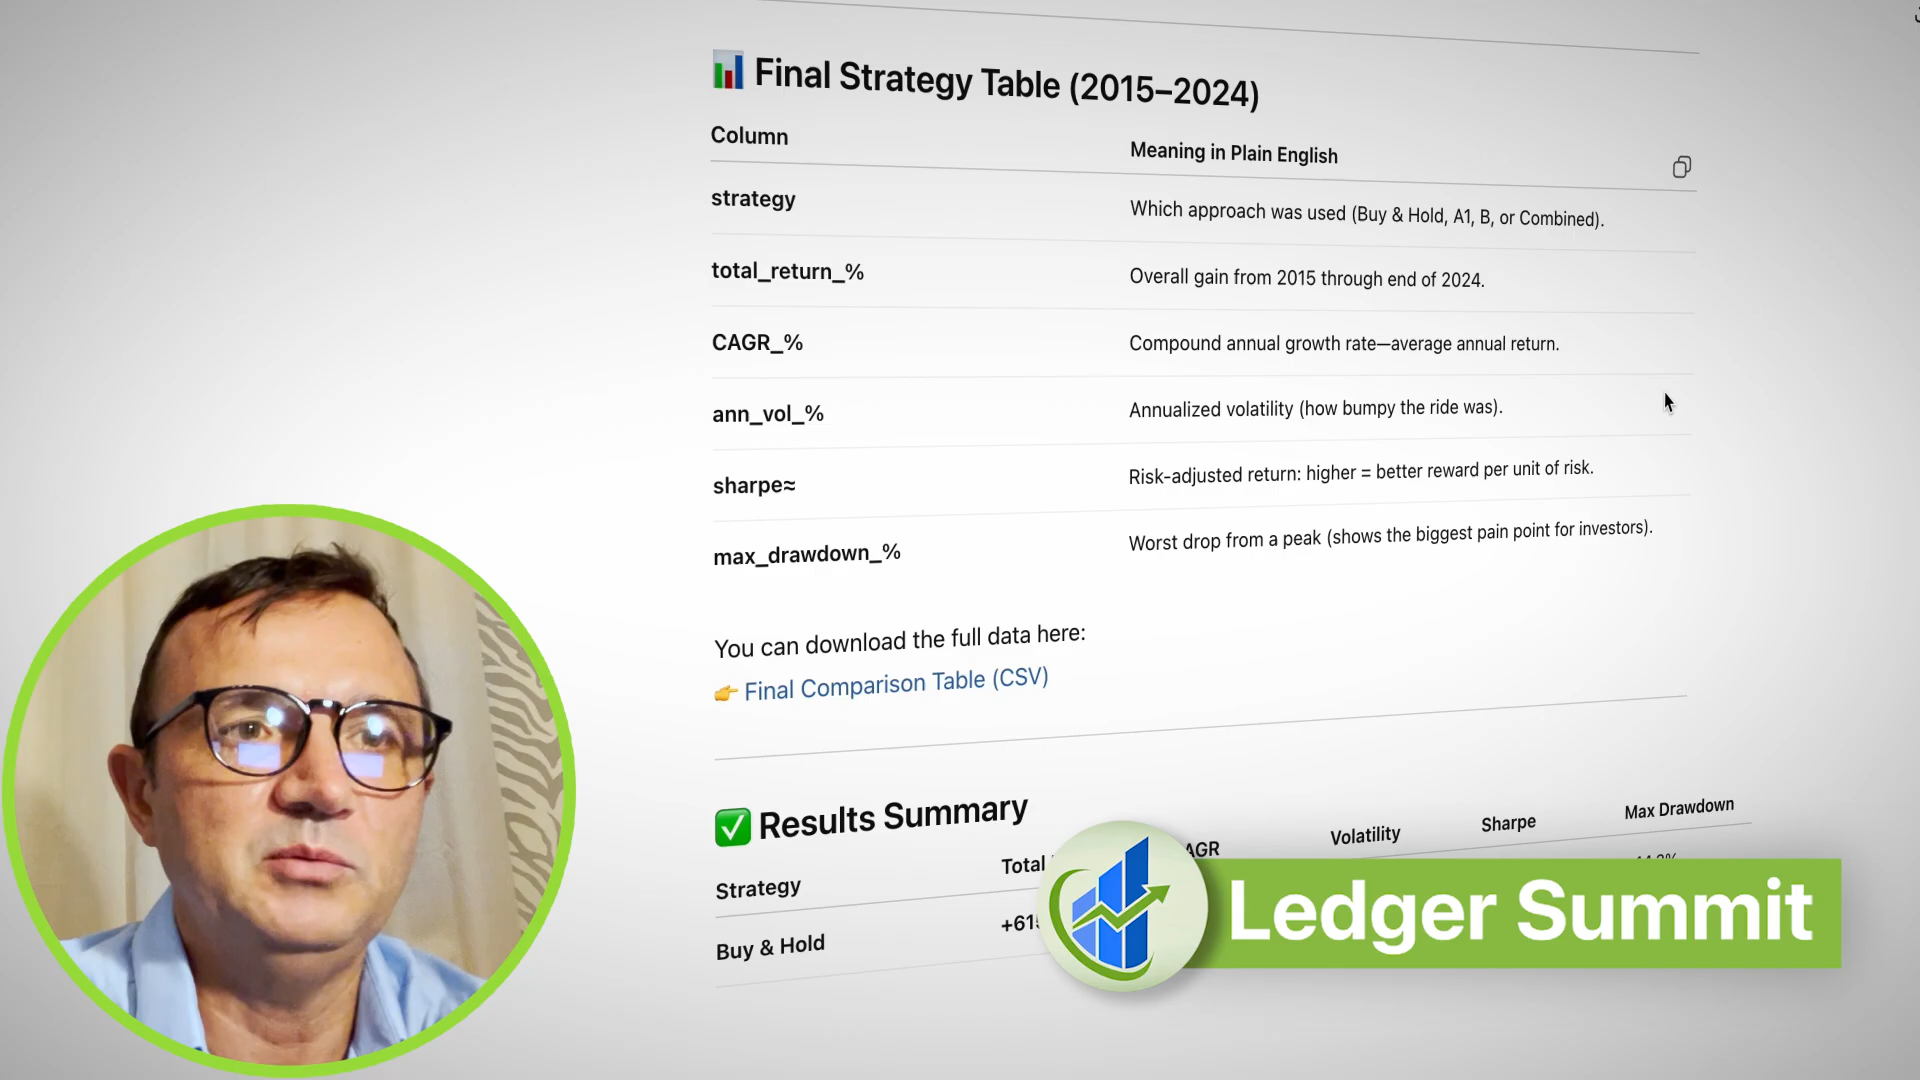 Final Strategy Table (2015–2024)
Column Meaning in Plain English
strategy Which approach was used (Buy & Hold, A1, B, or Combined).
total_return_% Overall gain from 2015 through end of 2024.
CAGR_% Compound annual growth rate—average annual return.
ann_vol_% Annualized volatility (how bumpy the ride was).
sharpe≈ Risk-adjusted return: higher = better reward per unit of risk.
max_drawdown_% Worst drop from a peak (shows the biggest pain point for investors).
You can download the full data here:
👉 Final Comparison Table (CSV)
✅ Results Summary
Strategy Total Volatility Sharpe Max Drawdown
Buy & Hold
Ledger Summit